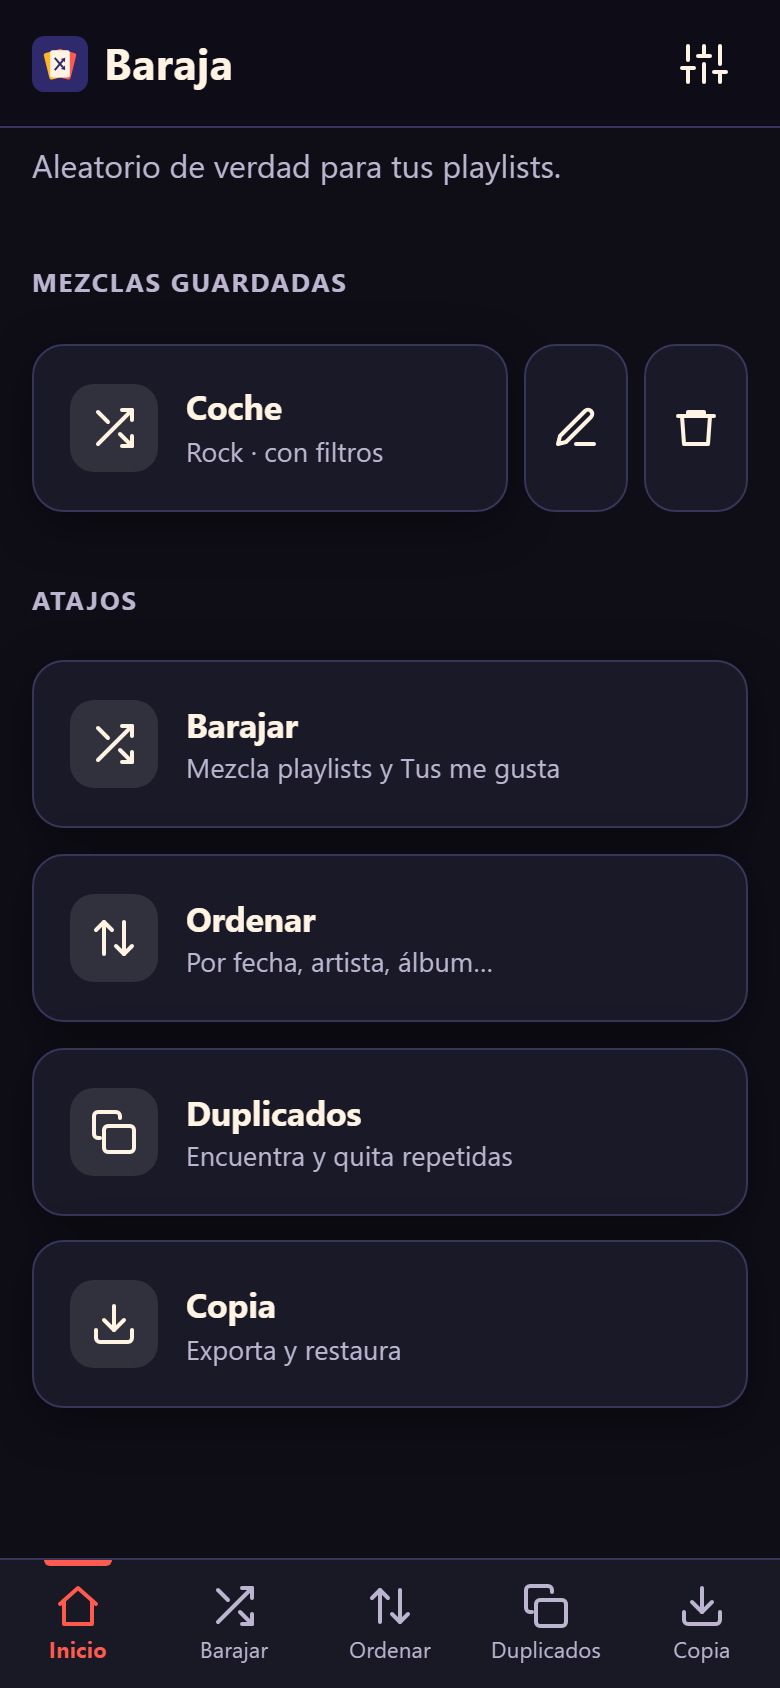 Baraja
Aleatorio de verdad para tus playlists.
MEZCLAS GUARDADAS
Coche
Rock · con filtros
ATAJOS
Barajar
Mezcla playlists y Tus me gusta
Ordenar
Por fecha, artista, álbum...
Duplicados
Encuentra y quita repetidas
Copia
Exporta y restaura
Inicio
Barajar
Ordenar
Duplicados
Copia